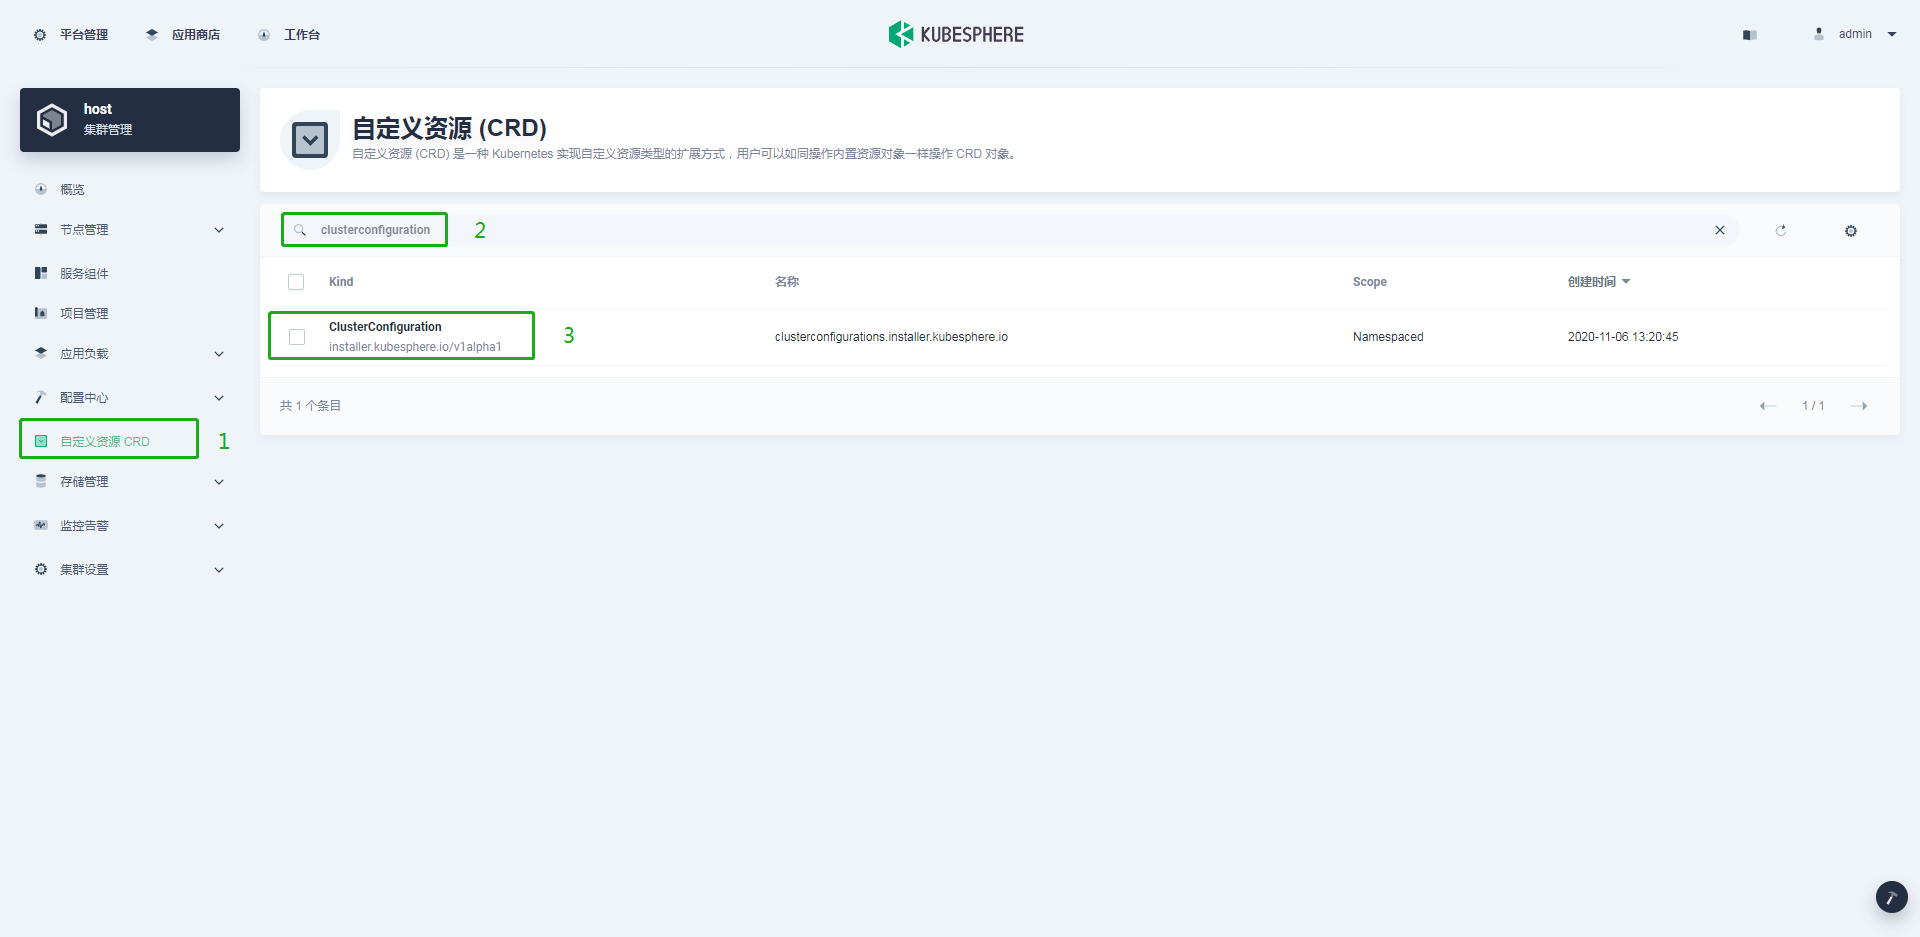 平台管理
应用商店
工作台
KUBESPHERE
admin
host
集群管理
概览
节点管理
服务组件
项目管理
应用负载
配置中心
自定义资源 CRD
1
存储管理
监控告警
集群设置
自定义资源 (CRD)
自定义资源 (CRD) 是一种 Kubernetes 实现自定义资源类型的扩展方式，用户可以如同操作内置资源对象一样操作 CRD 对象。
clusterconfiguration
2
Kind
名称
Scope
创建时间
ClusterConfiguration
installer.kubesphere.io/v1alpha1
3
clusterconfigurations.installer.kubesphere.io
Namespaced
2020-11-06 13:20:45
共 1 个条目
1 / 1